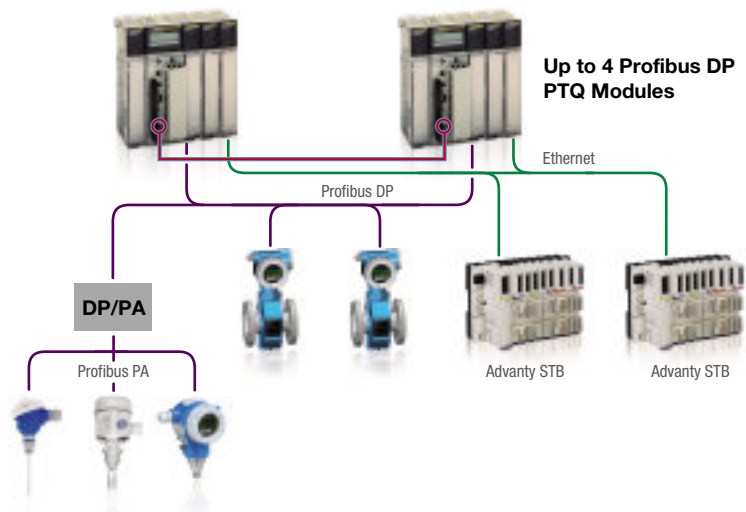 Up to 4 Profibus DP
PTQ Modules
Ethernet
Profibus DP
DP/PA
Profibus PA
Advanty STB
Advanty STB